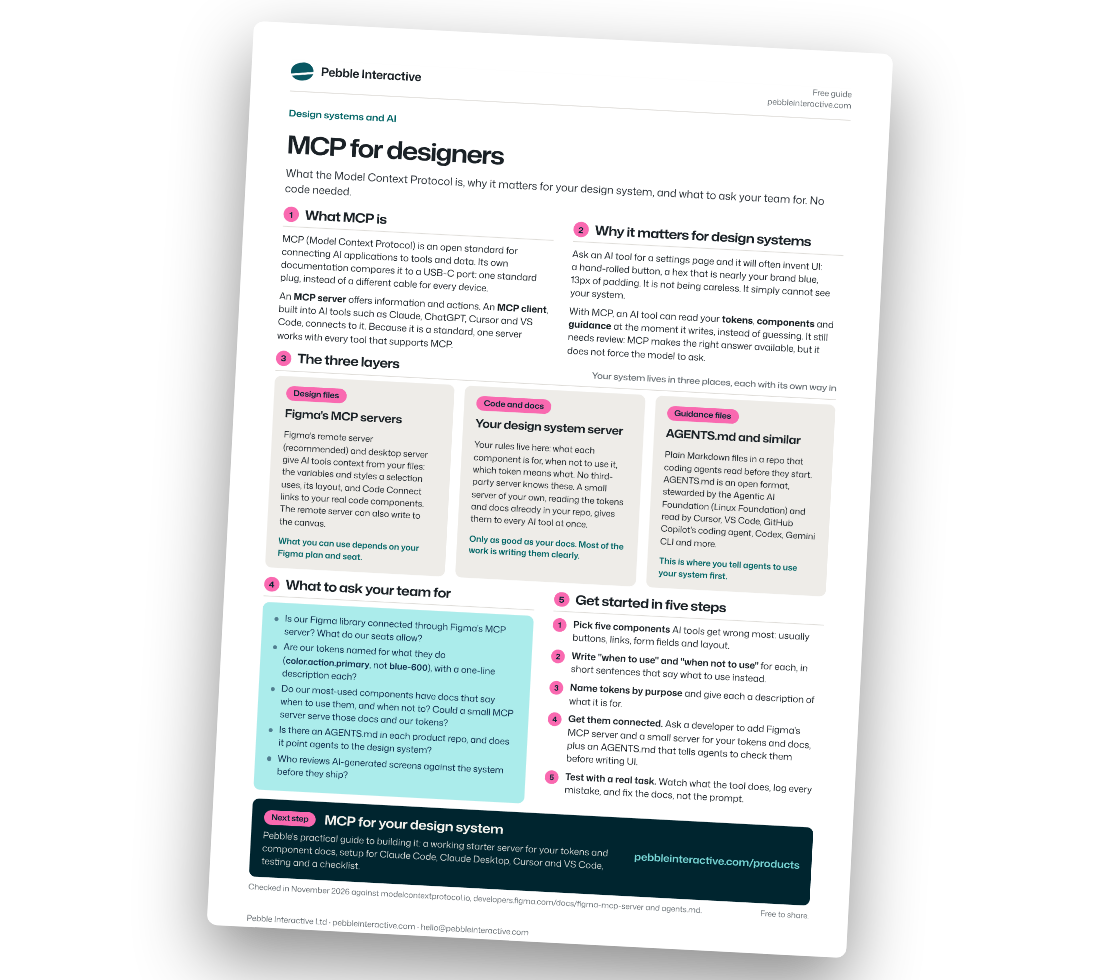 Pebble Interactive
Free guide
pebbleinteractive.com
Design systems and AI
MCP for designers
What the Model Context Protocol is, why it matters for your design system, and what to ask your team for. No
code needed.
1 What MCP is
MCP (Model Context Protocol) is an open standard for
connecting AI applications to tools and data. Its own
documentation compares it to a USB-C port: one standard
plug, instead of a different cable for every device.
An MCP server offers information and actions. An MCP client,
built into AI tools such as Claude, ChatGPT, Cursor and VS
Code, connects to it. Because it is a standard, one server
works with every tool that supports MCP.
2 Why it matters for design systems
Ask an AI tool for a settings page and it will often invent UI:
a hand-rolled button, a hex that is nearly your brand blue,
13px of padding. It is not being careless. It simply cannot see
your system.
With MCP, an AI tool can read your tokens, components and
guidance at the moment it writes, instead of guessing. It still
needs review: MCP makes the right answer available, but it
does not force the model to ask.
3 The three layers
Your system lives in three places, each with its own way in
Design files
Figma's MCP servers
Figma's remote server
(recommended) and desktop server
give AI tools context from your files:
the variables and styles a selection
uses, its layout, and Code Connect
links to your real code components.
The remote server can also write to
the canvas.
What you can use depends on your
Figma plan and seat.
Code and docs
Your design system server
Your rules live here: what each
component is for, when not to use it,
which token means what. No third-
party server knows these. A small
server of your own, reading the tokens
and docs already in your repo, gives
them to every AI tool at once.
Only as good as your docs. Most of the
work is writing them clearly.
Guidance files
AGENTS.md and similar
Plain Markdown files in a repo that
coding agents read before they start.
AGENTS.md is an open format,
stewarded by the Agentic AI
Foundation (Linux Foundation) and
read by Cursor, VS Code, GitHub
Copilot's coding agent, Codex, Gemini
CLI and more.
This is where you tell agents to use
your system first.
4 What to ask your team for
• Is our Figma library connected through Figma's MCP
server? What do our seats allow?
• Are our tokens named for what they do
(color.action.primary, not blue-600), with a one-line
description each?
• Do our most-used components have docs that say
when to use them, and when not to? Could a small MCP
server serve those docs and our tokens?
• Is there an AGENTS.md in each product repo, and does
it point agents to the design system?
• Who reviews AI-generated screens against the system
before they ship?
5 Get started in five steps
1 Pick five components AI tools get wrong most: usually
buttons, links, form fields and layout.
2 Write "when to use" and "when not to use" for each, in
short sentences that say what to use instead.
3 Name tokens by purpose and give each a description of
what it is for.
4 Get them connected. Ask a developer to add Figma's
MCP server and a small server for your tokens and docs,
plus an AGENTS.md that tells agents to check them
before writing UI.
5 Test with a real task. Watch what the tool does, log every
mistake, and fix the docs, not the prompt.
Next step MCP for your design system
Pebble's practical guide to building it: a working starter server for your tokens and
component docs, setup for Claude Code, Claude Desktop, Cursor and VS Code,
testing and a checklist.
pebbleinteractive.com/products
Checked in November 2026 against modelcontextprotocol.io, developers.figma.com/docs/figma-mcp-server and agents.md.
Free to share
Pebble Interactive Ltd · pebbleinteractive.com · hello@pebbleinteractive.com